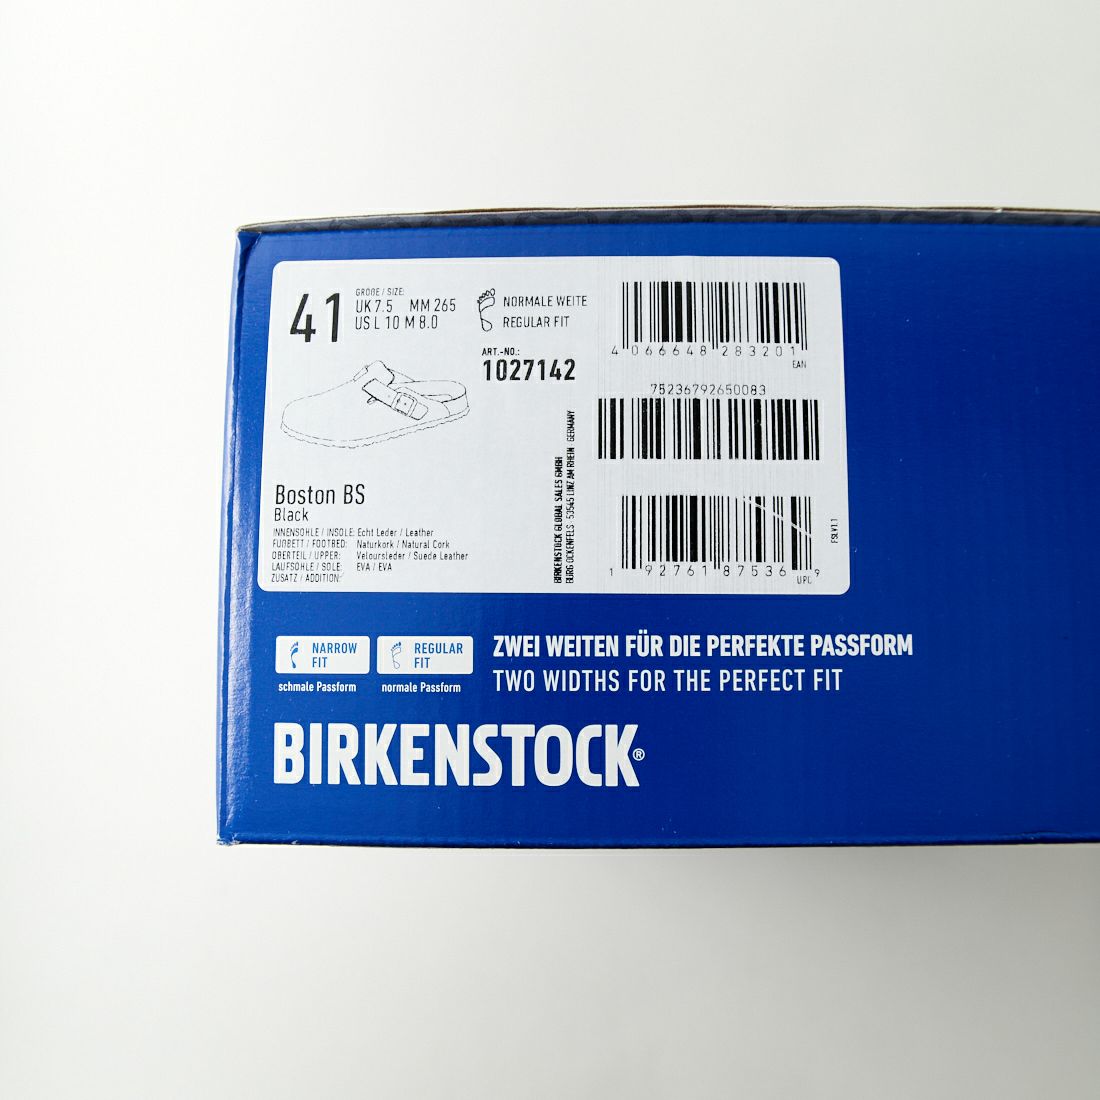 41
GRÖßE / SIZE:
UK 7.5 MM 265
US L 10 M 8.0
NORMALE WEITE
REGULAR FIT
ART.-NO.:
1027142
4 066648 283201
EAN
75236792650083
1 92761 87536 9
UPC
FSLV1.1
BIRKENSTOCK GLOBAL SALES GMBH
BURG OCKENFELS 53545 LINZ AM RHEIN GERMANY
Boston BS
Black
INNENSOHLE / INSOLE: Echt Leder / Leather
FUßBETT / FOOTBED: Naturkork / Natural Cork
OBERTEIL / UPPER: Veloursleder / Suede Leather
LAUFSOHLE / SOLE: EVA / EVA
ZUSATZ / ADDITION:
NARROW
FIT
schmale Passform
REGULAR
FIT
normale Passform
ZWEI WEITEN FÜR DIE PERFEKTE PASSFORM
TWO WIDTHS FOR THE PERFECT FIT
BIRKENSTOCK®